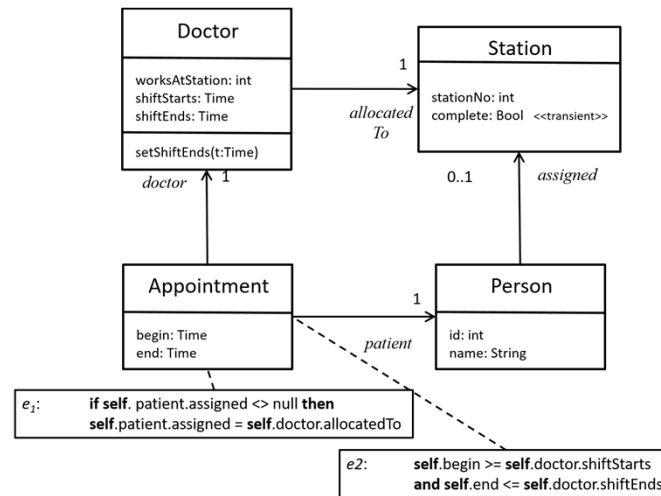 Doctor
worksAtStation: int
shiftStarts: Time
shiftEnds: Time
setShiftEnds(t:Time)
1
allocated
To
Station
stationNo: int
complete: Bool <<transient>>
doctor
1
0..1
assigned
Appointment
begin: Time
end: Time
1
patient
Person
id: int
name: String
e1: if self. patient.assigned <> null then
self.patient.assigned = self.doctor.allocatedTo
e2: self.begin >= self.doctor.shiftStarts
and self.end <= self.doctor.shiftEnds